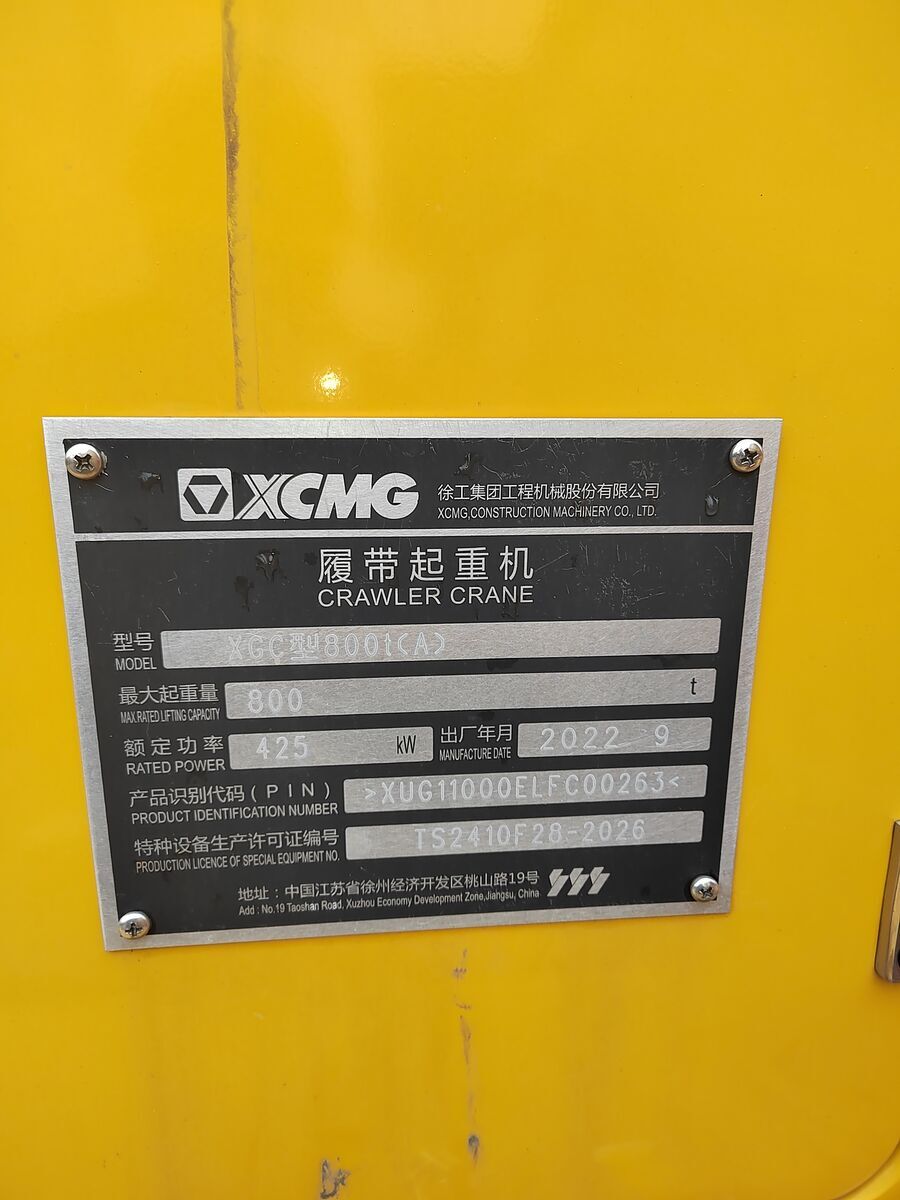 XCMG 徐工集团工程机械股份有限公司
XCMG CONSTRUCTION MACHINERY CO., LTD.
履带起重机
CRAWLER CRANE
型号 XGC型800t(A)
MODEL
最大起重量 800 t
MAX.RATED LIFTING CAPACITY
额定功率 425 kW 出厂年月 2022 9
RATED POWER MANUFACTURE DATE
产品识别代码(PIN) >XUG11000ELFC00263<
PRODUCT IDENTIFICATION NUMBER
特种设备生产许可证编号 TS2410F28-2026
PRODUCTION LICENCE OF SPECIAL EQUIPMENT NO.
地址：中国江苏省徐州经济开发区桃山路19号
Add : No.19 Taoshan Road, Xuzhou Economy Development Zone,Jiangsu, China